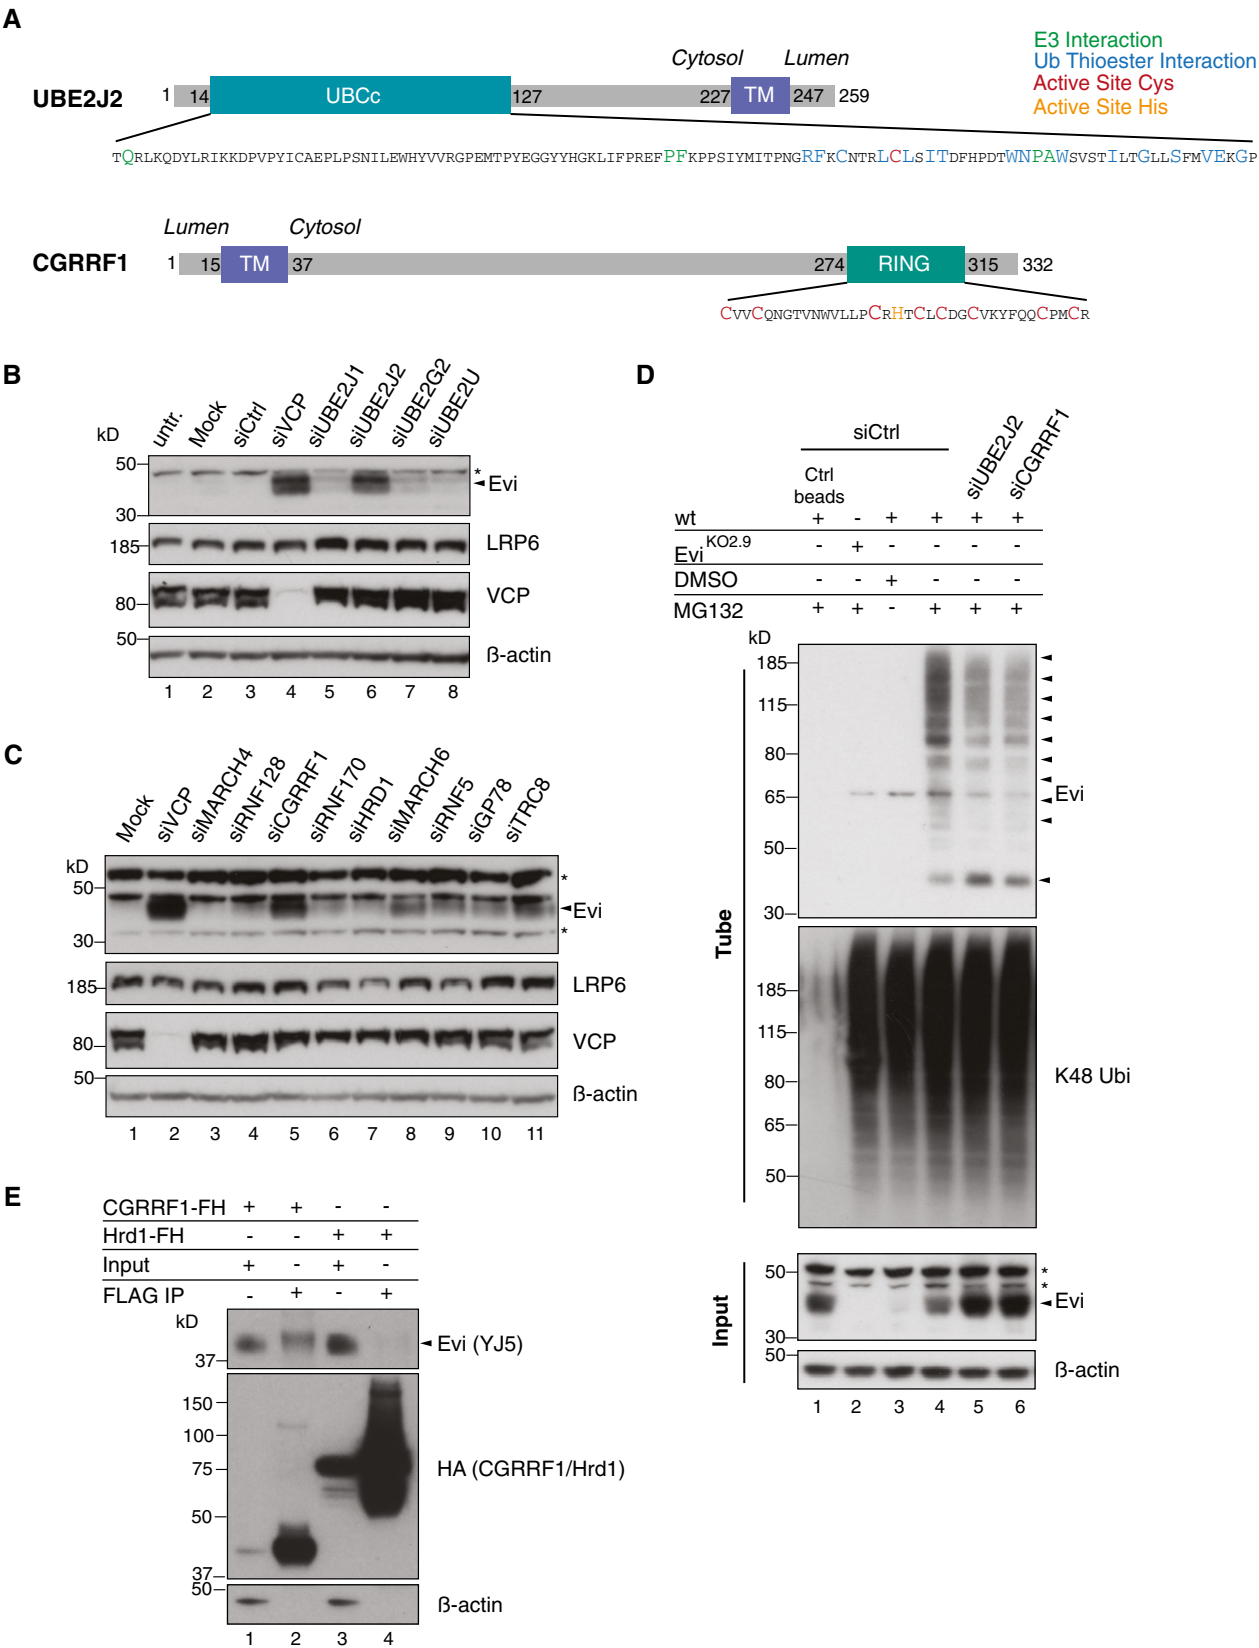 A
E3 Interaction
Ub Thioester Interaction
Active Site Cys
Active Site His
Cytosol Lumen
UBE2J2 1 14 UBCc 127 227 TM 247 259
TQRLKQDYLRIKKDPVPYICAEPLPSNILEWHYVVRGPEMTPYEGGYYHGKLIFPREFPFKPPSIYMITPNGRFKCNTRLCLSITDFHPDTWNPAWSVSTILTGLLSFMVEKGP
Lumen Cytosol
CGRRF1 1 15 TM 37 274 RING 315 332
CVVCQNGTVNWVLLPCRHTCLCDGCVKYFQQCPMCR
B
kD untr. Mock siCtrl siVCP siUBE2J1 siUBE2J2 siUBE2G2 siUBE2U
50 *
Evi
30
185 LRP6
80 VCP
50
ß-actin
1 2 3 4 5 6 7 8
C
Mock siVCP siMARCH4 siRNF128 siCGRRF1 siRNF170 siHRD1 siMARCH6 siRNF5 siGP78 siTRC8
kD
50 *
Evi
30 *
185 LRP6
80 VCP
50
ß-actin
1 2 3 4 5 6 7 8 9 10 11
D
siCtrl siUBE2J2 siCGRRF1
Ctrl
beads
wt + - + + + +
Evi KO2.9 - + - - - -
DMSO - - + - - -
MG132 + + - + + +
kD
185
115
80
65 Evi
50
30
Tube
185
115
80
65
50
K48 Ubi
Input
50 *
*
Evi
30
50
ß-actin
1 2 3 4 5 6
E
CGRRF1-FH + + - -
Hrd1-FH - - + +
Input + - + -
FLAG IP - + - +
kD
Evi (YJ5)
37
150
100
75 HA (CGRRF1/Hrd1)
50
37
50
ß-actin
1 2 3 4